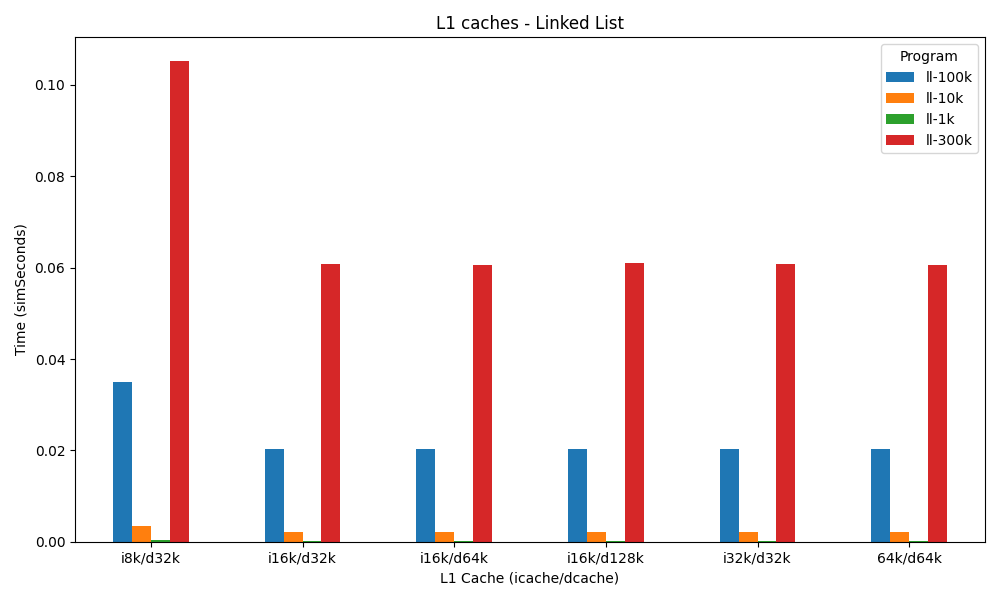 L1 caches - Linked List
Program
ll-100k
ll-10k
ll-1k
ll-300k
Time (simSeconds)
0.10
0.08
0.06
0.04
0.02
0.00
i8k/d32k
i16k/d32k
i16k/d64k
i16k/d128k
i32k/d32k
64k/d64k
L1 Cache (icache/dcache)